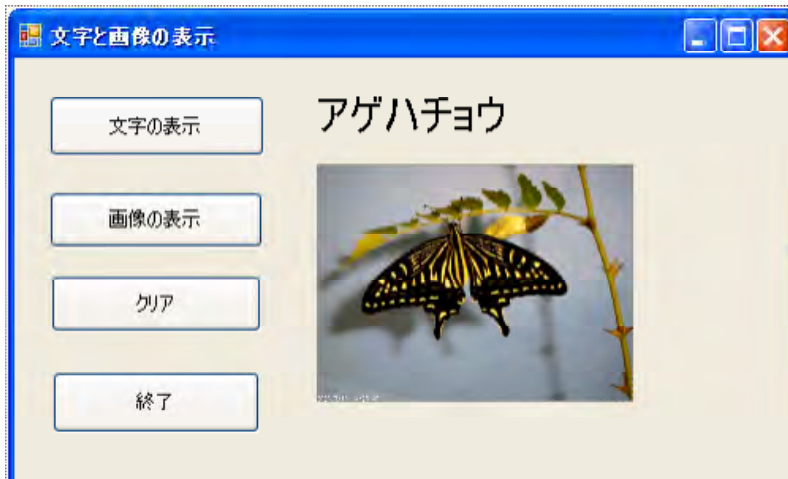 文字と画像の表示
文字の表示
アゲハチョウ
画像の表示
クリア
終了